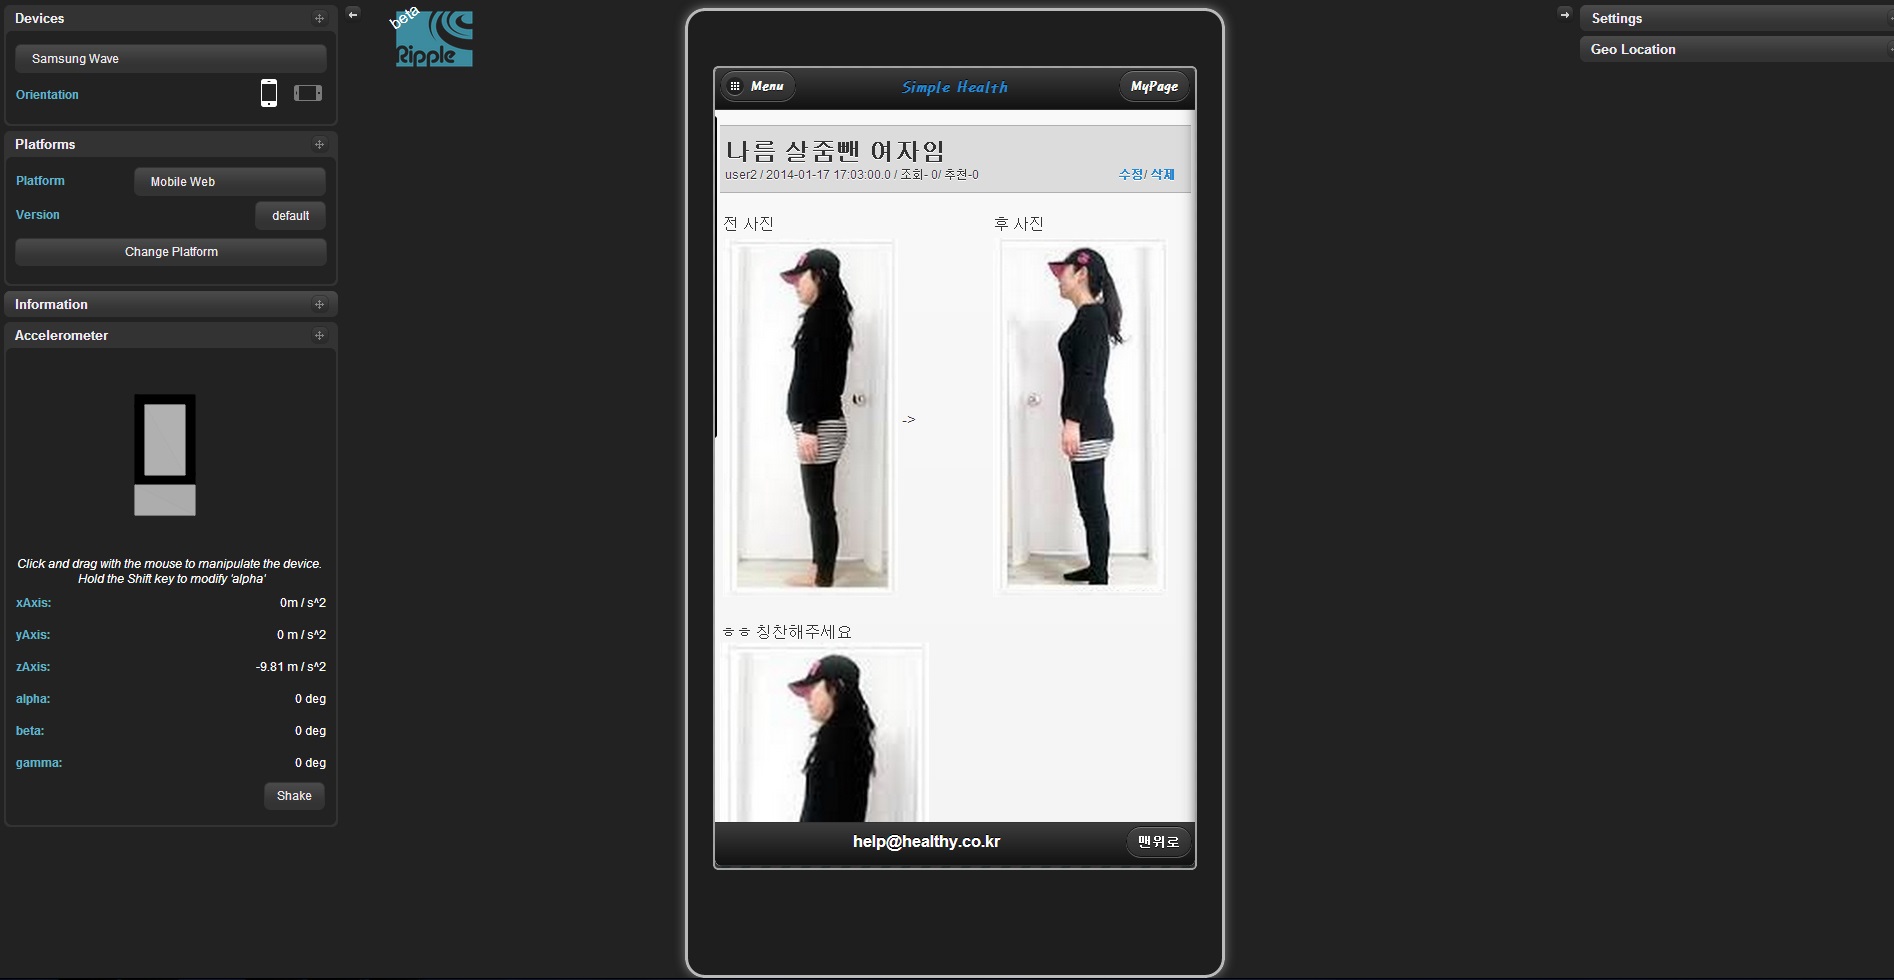 Devices
Samsung Wave
Orientation
Platforms
Platform
Mobile Web
Version
default
Change Platform
Information
Accelerometer
Click and drag with the mouse to manipulate the device.
Hold the Shift key to modify 'alpha'
xAxis:
0m / s^2
yAxis:
0 m / s^2
zAxis:
-9.81 m / s^2
alpha:
0 deg
beta:
0 deg
gamma:
0 deg
Shake
beta
Ripple
Menu
Simple Health
MyPage
나름 살줌뺀 여자임
user2 / 2014-01-17 17:03:00.0 / 조회- 0/ 추천-0
수정/ 삭제
전 사진
후 사진
->
ㅎㅎ 칭찬해주세요
help@healthy.co.kr
맨위로
Settings
Geo Location